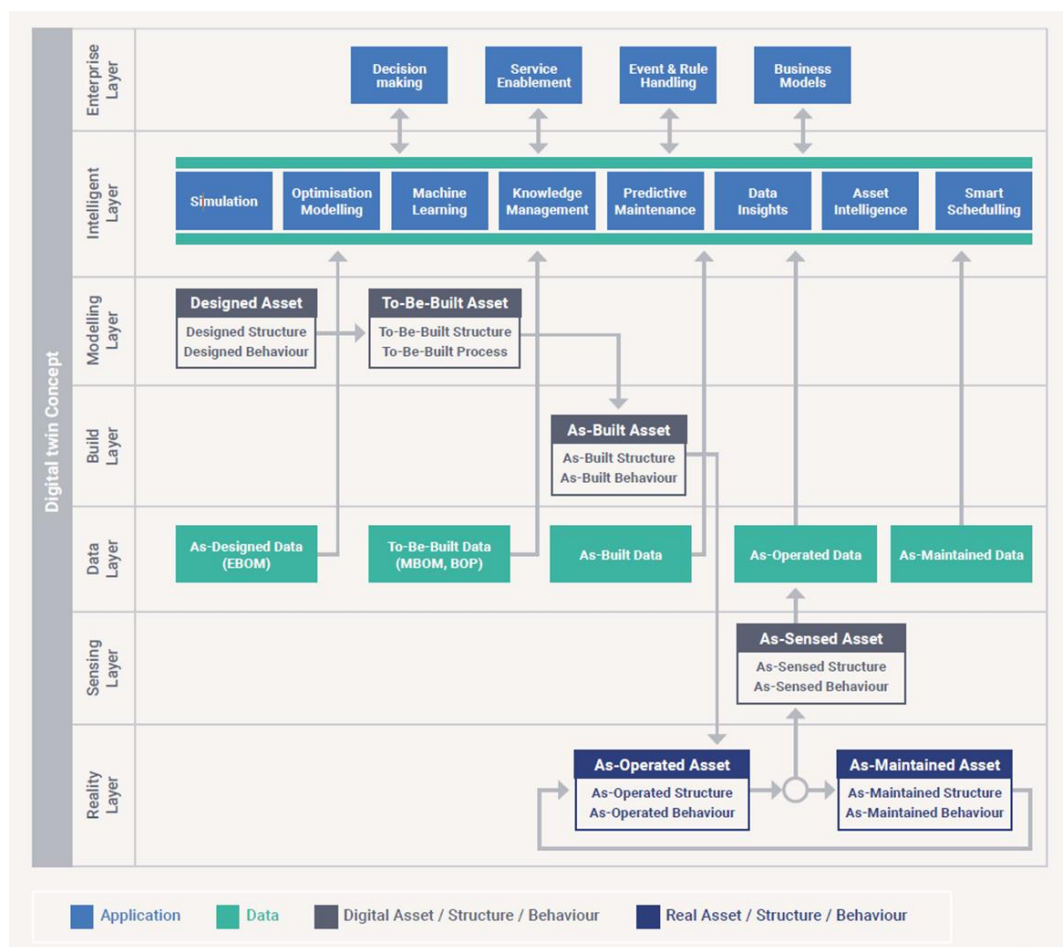 Digital twin Concept
Enterprise
Layer
Decision
making
Service
Enablement
Event & Rule
Handling
Business
Models
Intelligent
Layer
Simulation
Optimisation
Modelling
Machine
Learning
Knowledge
Management
Predictive
Maintenance
Data
Insights
Asset
Intelligence
Smart
Schedulling
Modelling
Layer
Designed Asset
Designed Structure
Designed Behaviour
To-Be-Built Asset
To-Be-Built Structure
To-Be-Built Process
Build
Layer
As-Built Asset
As-Built Structure
As-Built Behaviour
Data
Layer
As-Designed Data
(EBOM)
To-Be-Built Data
(MBOM, BOP)
As-Built Data
As-Operated Data
As-Maintained Data
Sensing
Layer
As-Sensed Asset
As-Sensed Structure
As-Sensed Behaviour
Reality
Layer
As-Operated Asset
As-Operated Structure
As-Operated Behaviour
As-Maintained Asset
As-Maintained Structure
As-Maintained Behaviour
Application
Data
Digital Asset / Structure / Behaviour
Real Asset / Structure / Behaviour